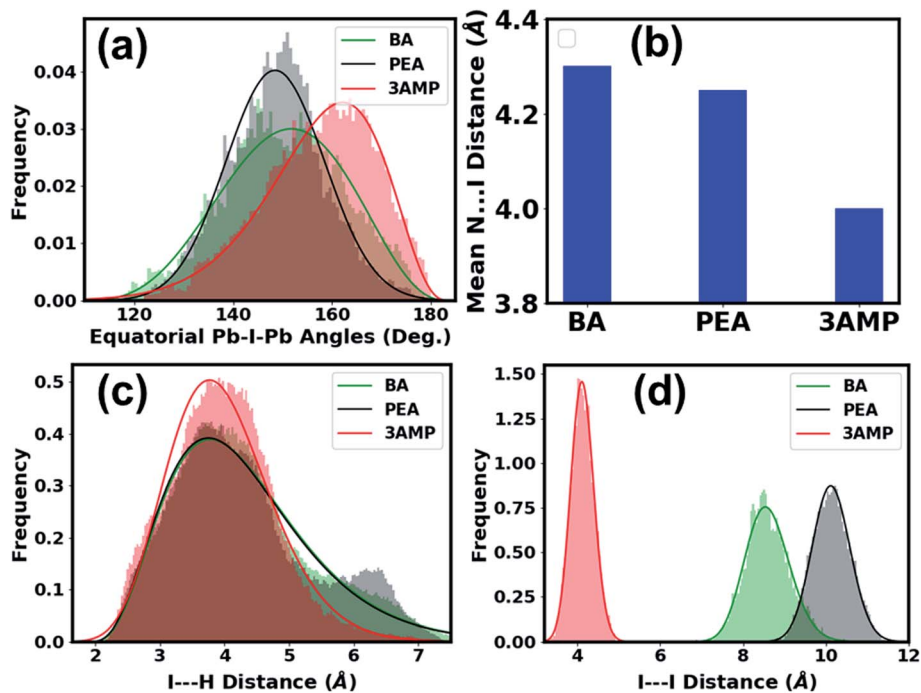 (a)
BA
PEA
3AMP
0.04
0.03
0.02
0.01
0.00
Frequency
120 140 160 180
Equatorial Pb-I-Pb Angles (Deg.)
(b)
4.4
4.2
4.0
3.8
Mean N...I Distance (Å)
BA PEA 3AMP
(c)
BA
PEA
3AMP
0.5
0.4
0.3
0.2
0.1
0.0
Frequency
2 3 4 5 6 7
I---H Distance (Å)
(d)
BA
PEA
3AMP
1.50
1.25
1.00
0.75
0.50
0.25
0.00
Frequency
4 6 8 10 12
I---I Distance (Å)